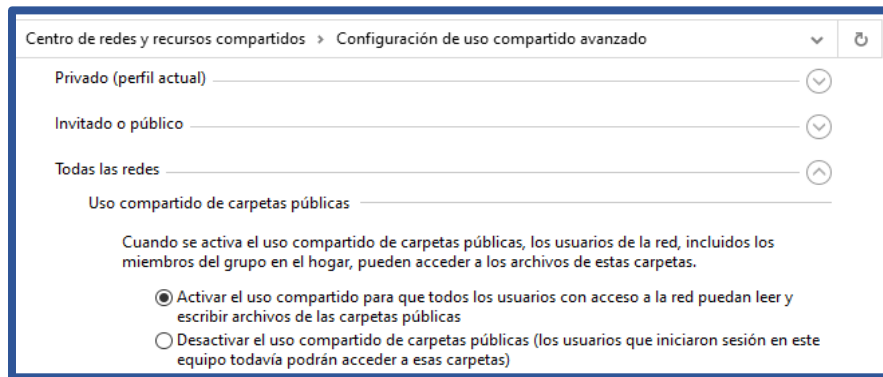 Centro de redes y recursos compartidos > Configuración de uso compartido avanzado
Privado (perfil actual)
Invitado o público
Todas las redes
Uso compartido de carpetas públicas
Cuando se activa el uso compartido de carpetas públicas, los usuarios de la red, incluidos los
miembros del grupo en el hogar, pueden acceder a los archivos de estas carpetas.
Activar el uso compartido para que todos los usuarios con acceso a la red puedan leer y
escribir archivos de las carpetas públicas
Desactivar el uso compartido de carpetas públicas (los usuarios que iniciaron sesión en este
equipo todavía podrán acceder a esas carpetas)